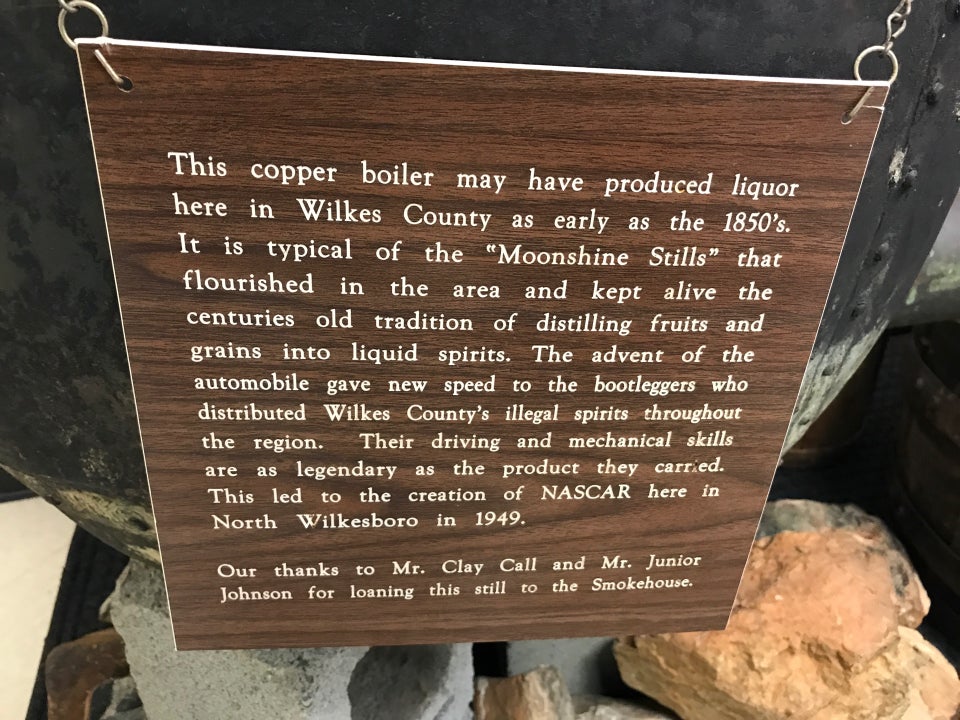 This copper boiler may have produced liquor
here in Wilkes County as early as the 1850's.
It is typical of the "Moonshine Stills" that
flourished in the area and kept alive the
centuries old tradition of distilling fruits and
grains into liquid spirits. The advent of the
automobile gave new speed to the bootleggers who
distributed Wilkes County's illegal spirits throughout
the region. Their driving and mechanical skills
are as legendary as the product they carried.
This led to the creation of NASCAR here in
North Wilkesboro in 1949.
Our thanks to Mr. Clay Call and Mr. Junior
Johnson for loaning this still to the Smokehouse.